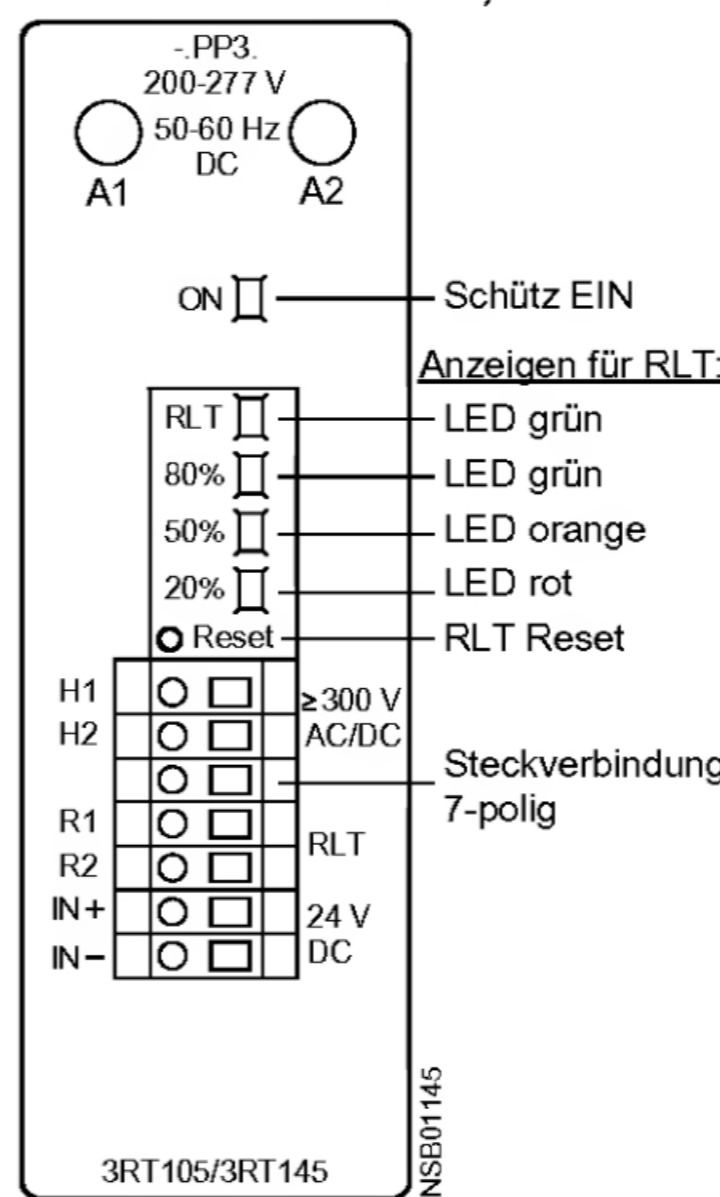 -.PP3.
200-277 V
50-60 Hz
DC
A1
A2
ON
Schütz EIN
Anzeigen für RLT:
RLT
LED grün
80%
LED grün
50%
LED orange
20%
LED rot
Reset
RLT Reset
H1
≥300 V
H2
AC/DC
Steckverbindung
7-polig
R1
RLT
R2
IN+
24 V
IN−
DC
NSB01145
3RT105/3RT145